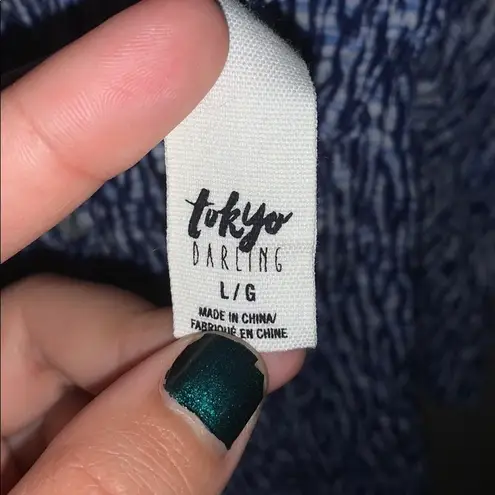 tokyo
DARLING
L/G
MADE IN CHINA/
FABRIQUÉ EN CHINE